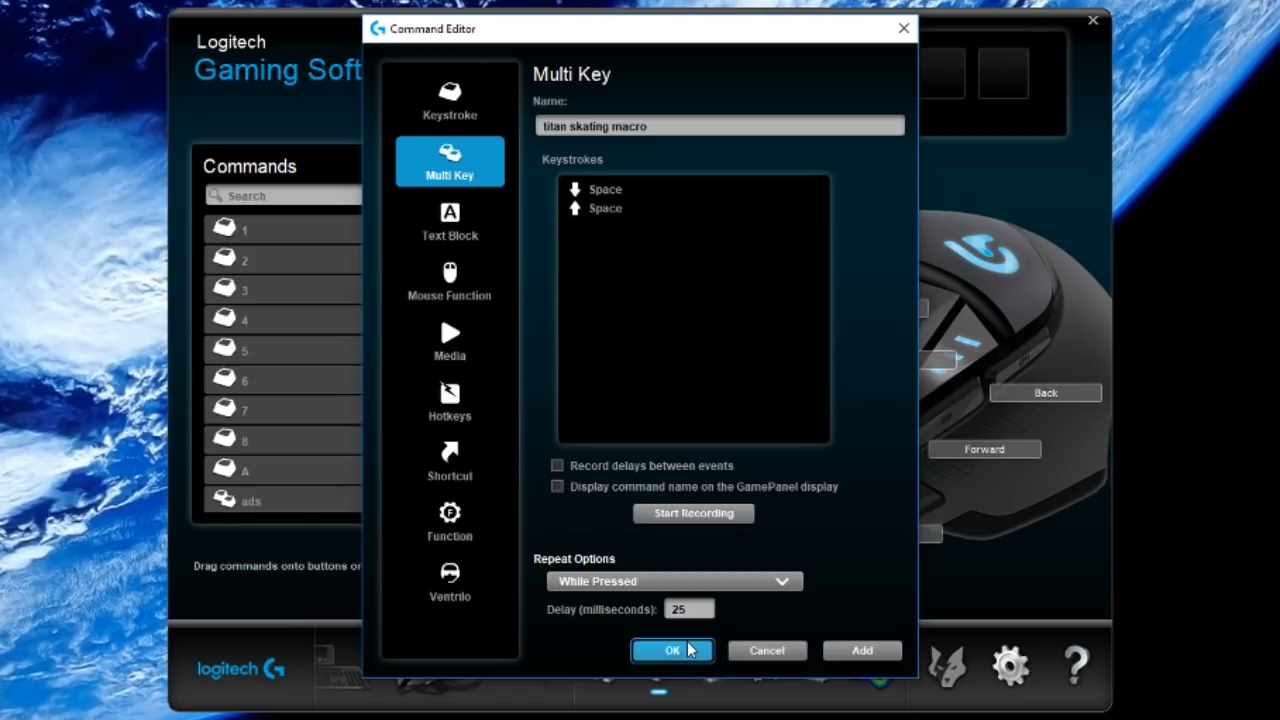 Command Editor
Logitech
Gaming Soft
Commands
Search
1
2
3
4
5
6
7
8
A
ads
Drag commands onto buttons or
Keystroke
Multi Key
Text Block
Mouse Function
Media
Hotkeys
Shortcut
Function
Ventrilo
Multi Key
Name:
titan skating macro
Keystrokes
Space
Space
Record delays between events
Display command name on the GamePanel display
Start Recording
Repeat Options
While Pressed
Delay (milliseconds): 25
OK Cancel Add
Back
Forward
logitech G
?